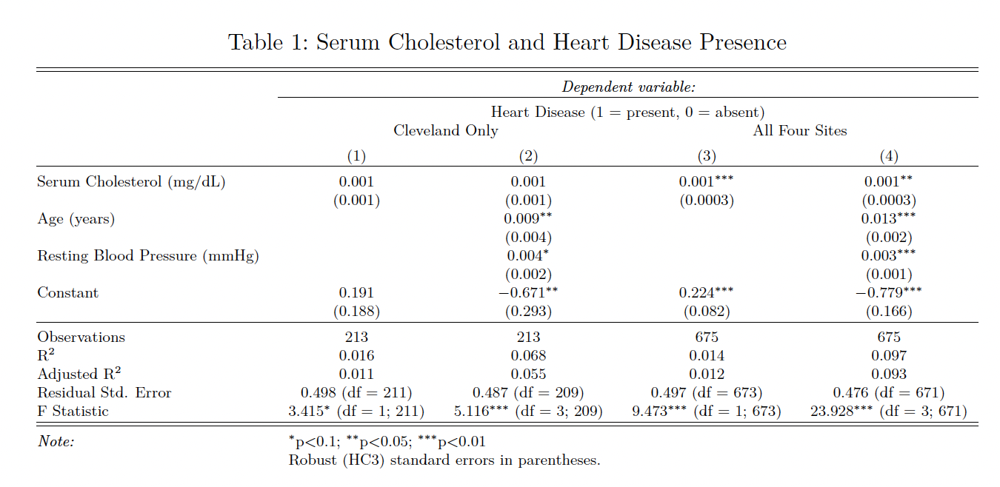 Table 1: Serum Cholesterol and Heart Disease Presence
Dependent variable:
Heart Disease (1 = present, 0 = absent)
Cleveland Only All Four Sites
(1) (2) (3) (4)
Serum Cholesterol (mg/dL) 0.001 0.001 0.001*** 0.001**
(0.001) (0.001) (0.0003) (0.0003)
Age (years) 0.009** 0.013***
(0.004) (0.002)
Resting Blood Pressure (mmHg) 0.004* 0.003***
(0.002) (0.001)
Constant 0.191 −0.671** 0.224*** −0.779***
(0.188) (0.293) (0.082) (0.166)
Observations 213 213 675 675
R² 0.016 0.068 0.014 0.097
Adjusted R² 0.011 0.055 0.012 0.093
Residual Std. Error 0.498 (df = 211) 0.487 (df = 209) 0.497 (df = 673) 0.476 (df = 671)
F Statistic 3.415* (df = 1; 211) 5.116*** (df = 3; 209) 9.473*** (df = 1; 673) 23.928*** (df = 3; 671)
Note: *p<0.1; **p<0.05; ***p<0.01
Robust (HC3) standard errors in parentheses.